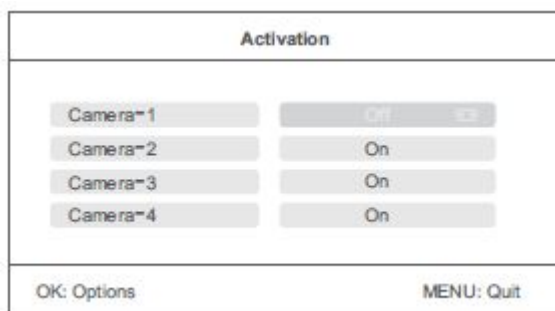 Activation
Camera-1 Off
Camera-2 On
Camera-3 On
Camera-4 On
OK: Options MENU: Quit